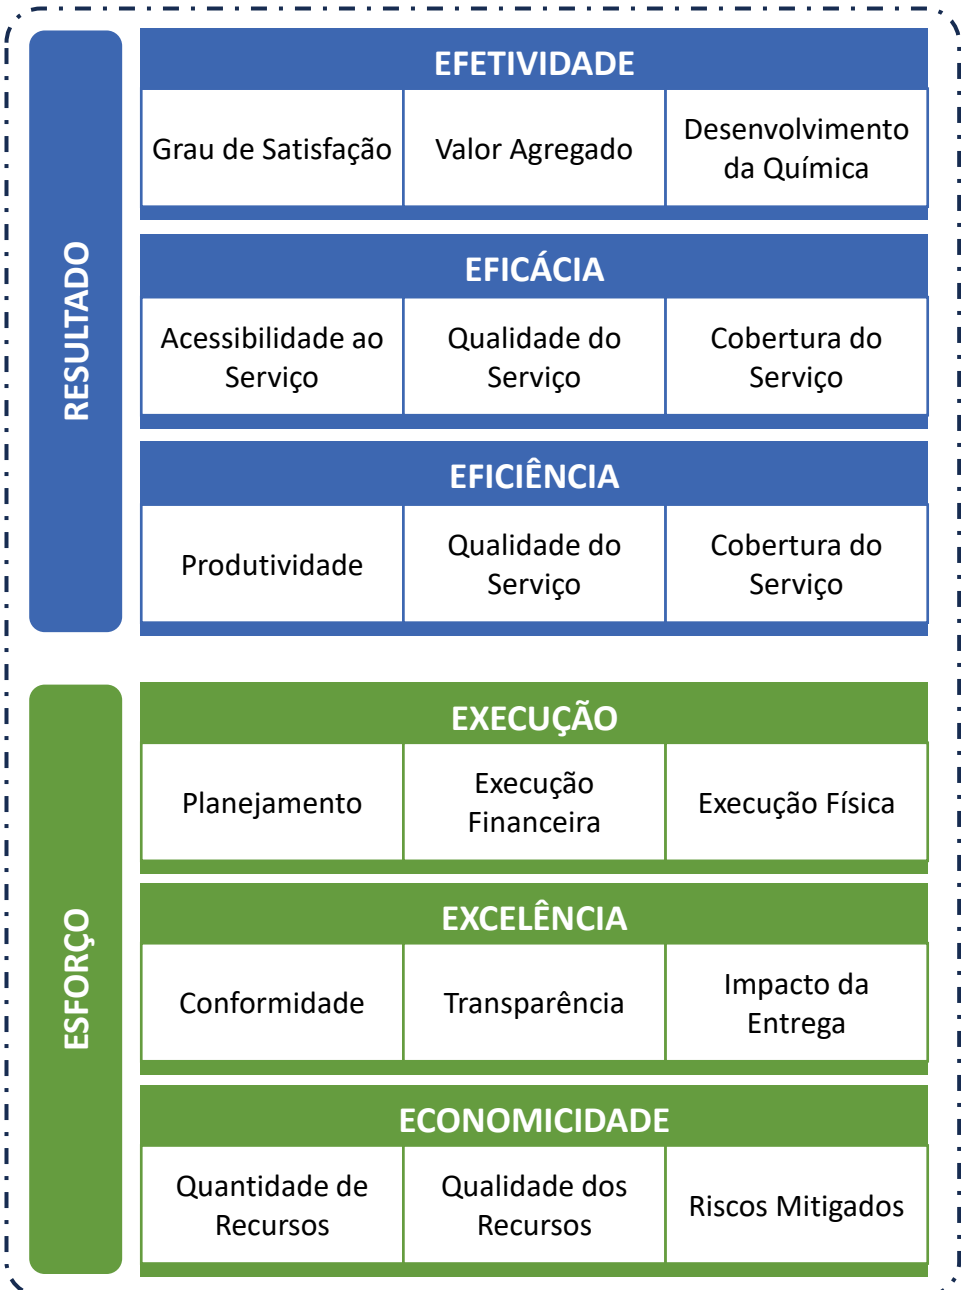 RESULTADO
EFETIVIDADE
Grau de Satisfação
Valor Agregado
Desenvolvimento
da Química
EFICÁCIA
Acessibilidade ao
Serviço
Qualidade do
Serviço
Cobertura do
Serviço
EFICIÊNCIA
Produtividade
Qualidade do
Serviço
Cobertura do
Serviço
ESFORÇO
EXECUÇÃO
Planejamento
Execução
Financeira
Execução Física
EXCELÊNCIA
Conformidade
Transparência
Impacto da
Entrega
ECONOMICIDADE
Quantidade de
Recursos
Qualidade dos
Recursos
Riscos Mitigados